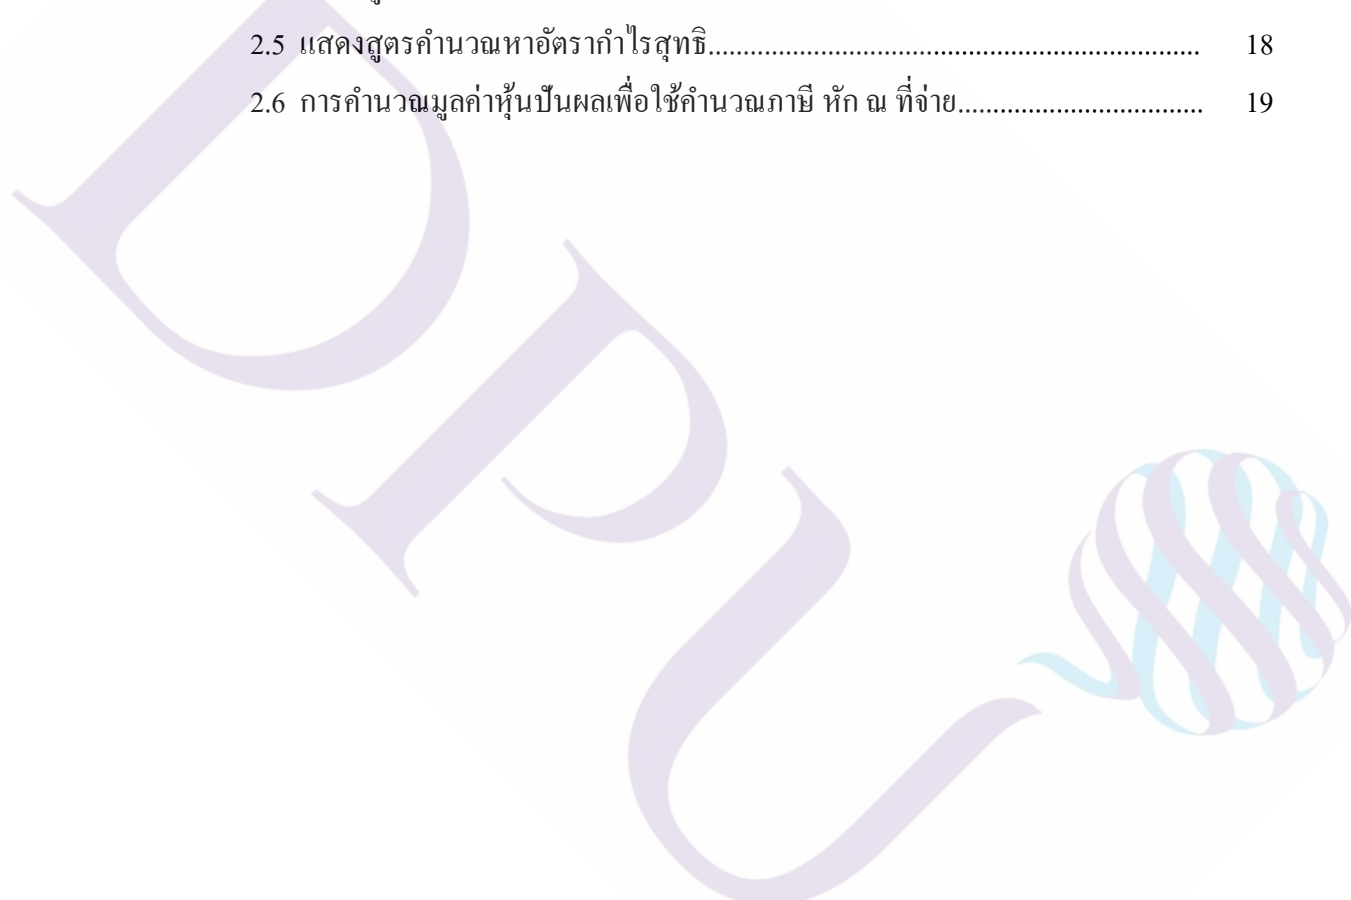 2.5 แสดงสูตรคำนวณหาอัตรากำไรสุทธิ...................................................................... 18
2.6 การคำนวณมูลค่าหุ้นปันผลเพื่อใช้คำนวณภาษี หัก ณ ที่จ่าย................................... 19
DPU